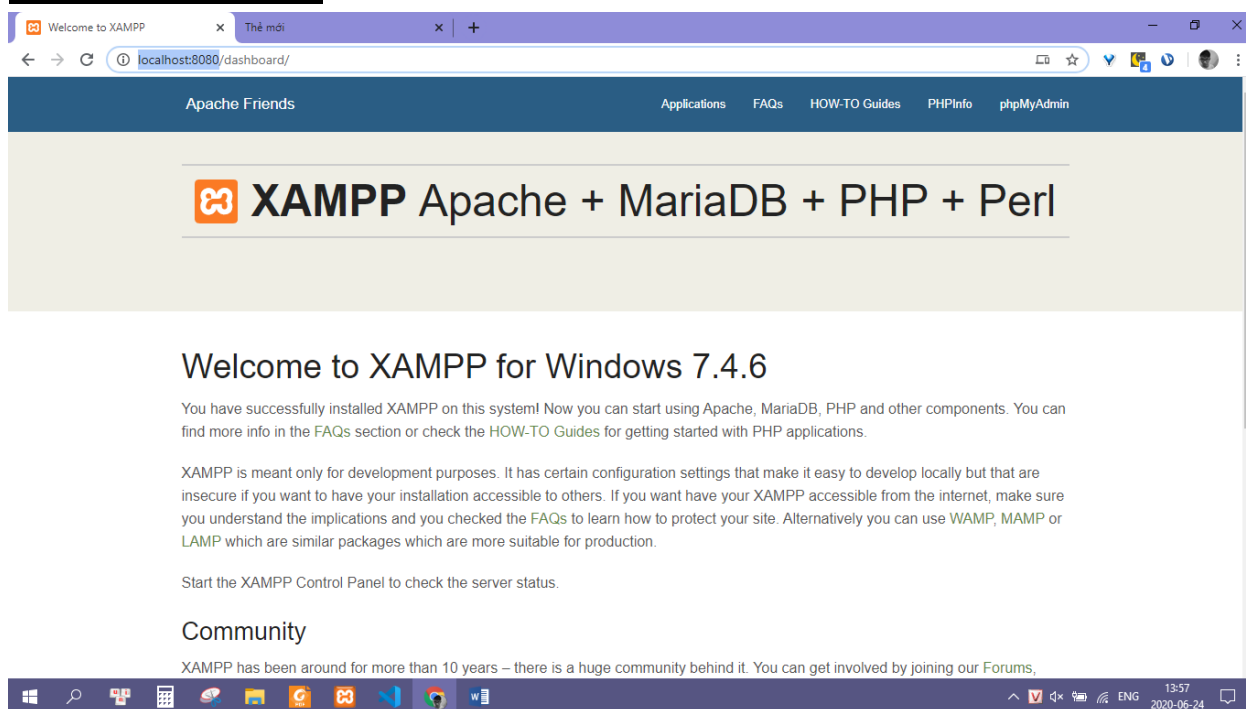 Welcome to XAMPP
Thẻ mới
localhost:8080/dashboard/
4
Apache Friends
Applications FAQs HOW-TO Guides PHPInfo phpMyAdmin
XAMPP Apache + MariaDB + PHP + Perl
Welcome to XAMPP for Windows 7.4.6
You have successfully installed XAMPP on this system! Now you can start using Apache, MariaDB, PHP and other components. You can
find more info in the FAQs section or check the HOW-TO Guides for getting started with PHP applications.
XAMPP is meant only for development purposes. It has certain configuration settings that make it easy to develop locally but that are
insecure if you want to have your installation accessible to others. If you want have your XAMPP accessible from the internet, make sure
you understand the implications and you checked the FAQs to learn how to protect your site. Alternatively you can use WAMP, MAMP or
LAMP which are similar packages which are more suitable for production.
Start the XAMPP Control Panel to check the server status.
Community
XAMPP has been around for more than 10 years – there is a huge community behind it. You can get involved by joining our Forums,
V ENG 13:57
2020-06-24